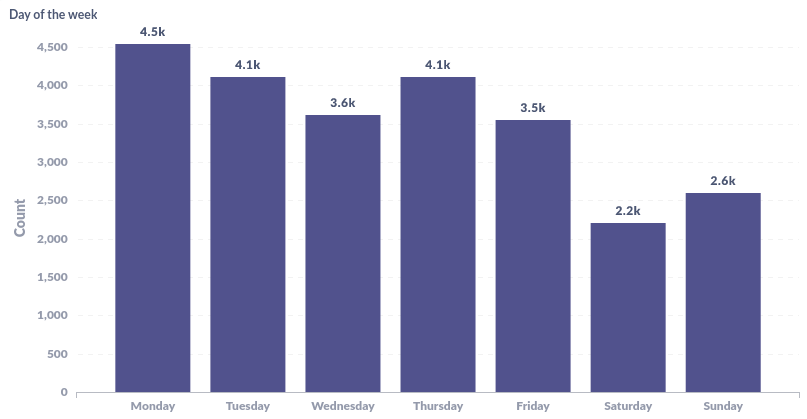 Day of the week
4.5k
4,500
4.1k
4.1k
4,000
3.6k
3.5k
3,500
3,000
2.6k
2,500
2.2k
Count
2,000
1,500
1,000
500
0
Monday Tuesday Wednesday Thursday Friday Saturday Sunday